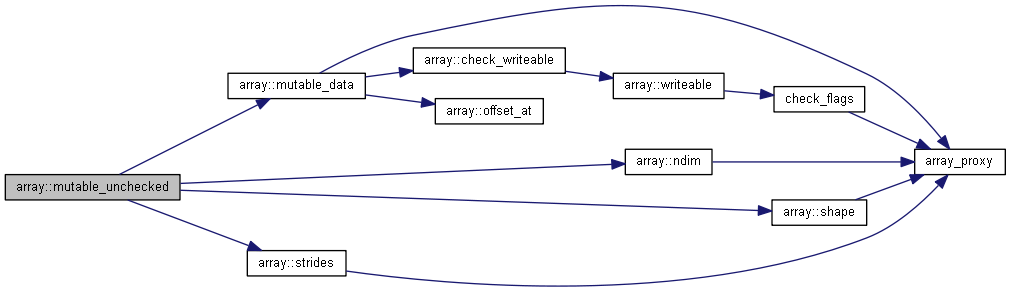 array::mutable_unchecked
array::mutable_data
array::check_writeable
array::offset_at
array::writeable
check_flags
array_proxy
array::ndim
array::shape
array::strides